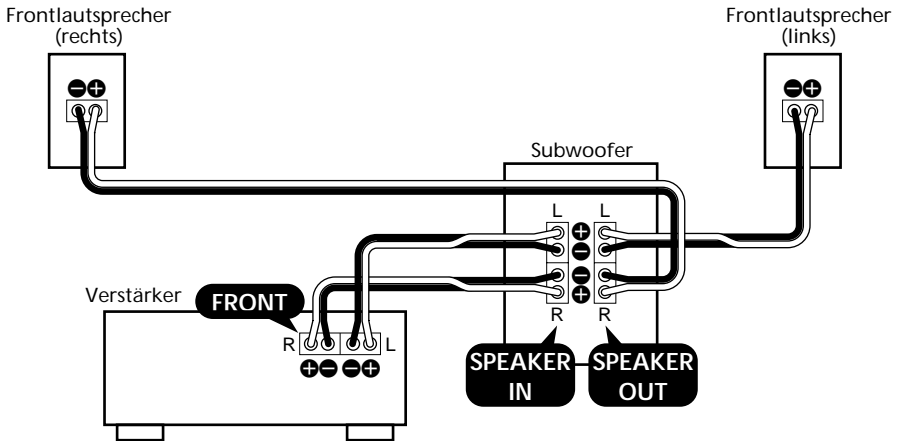 Frontlautsprecher
(rechts)
Frontlautsprecher
(links)
− +
− +
Subwoofer
L L
+
−
−
+
R R
Verstärker
FRONT
R L
+ − − +
SPEAKER
IN
SPEAKER
OUT